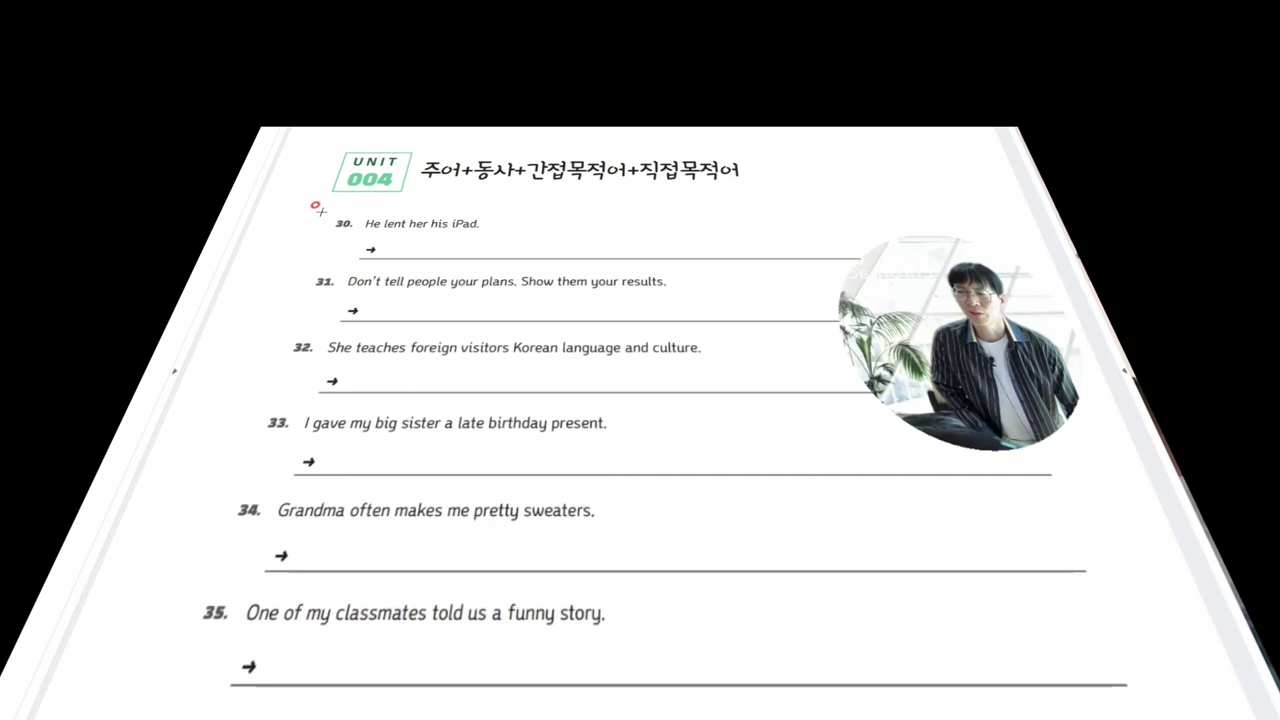 UNIT
004
주어+동사+간접목적어+직접목적어
30. He lent her his iPad.
➜
31. Don't tell people your plans. Show them your results.
➜
32. She teaches foreign visitors Korean language and culture.
➜
33. I gave my big sister a late birthday present.
➜
34. Grandma often makes me pretty sweaters.
➜
35. One of my classmates told us a funny story.
➜